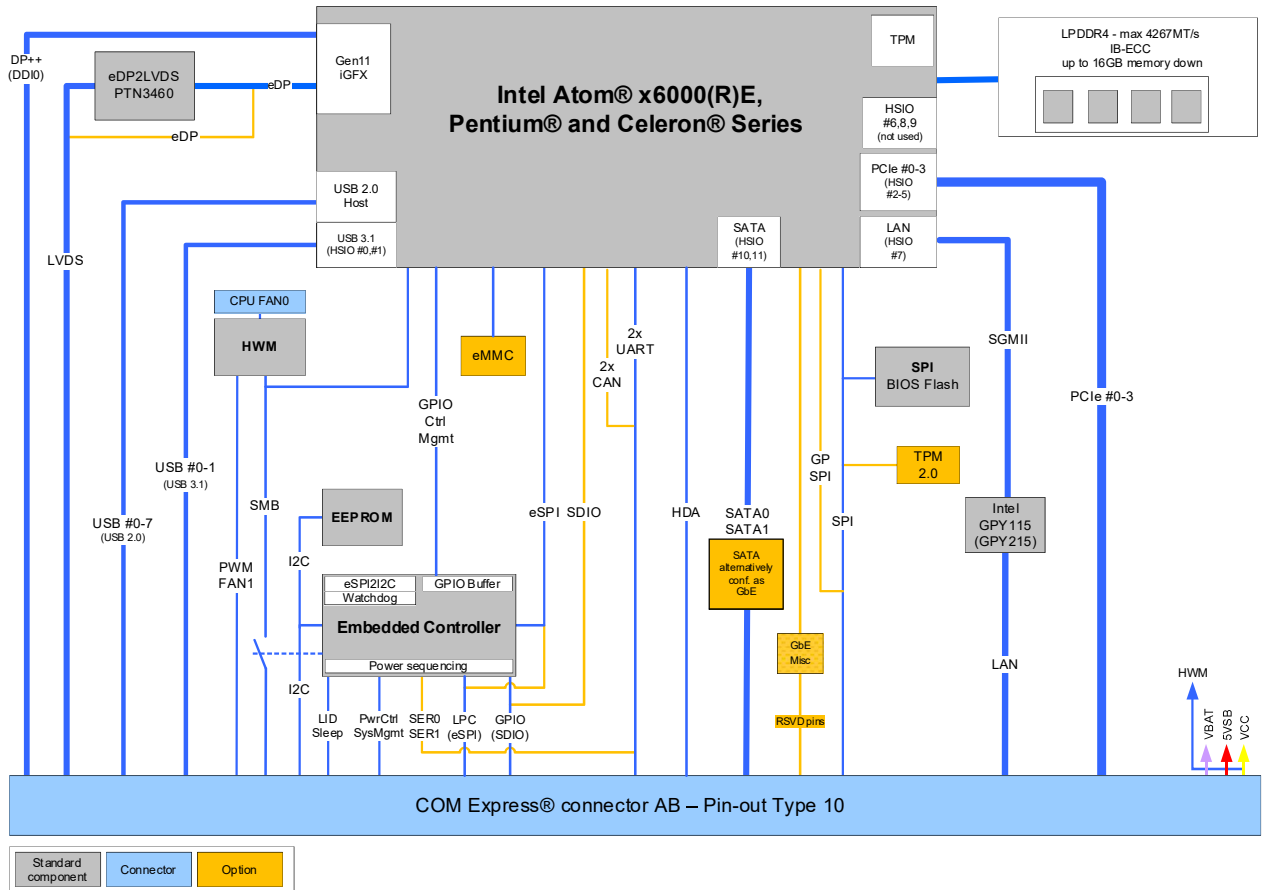 DP++
(DDI0)
eDP2LVDS
PTN3460
eDP
eDP
Gen11
iGFX
Intel Atom® x6000(R)E,
Pentium® and Celeron® Series
TPM
HSIO
#6,8,9
(not used)
PCIe #0-3
(HSIO
#2-5)
LAN
(HSIO
#7)
LPDDR4 - max 4267MT/s
IB-ECC
up to 16GB memory down
USB 2.0
Host
USB 3.1
(HSIO #0,#1)
SATA
(HSIO
#10,11)
LVDS
CPU FAN0
HWM
eMMC
2x
UART
2x
CAN
SGMII
SPI
BIOS Flash
PCIe #0-3
GPIO
Ctrl
Mgmt
GP
SPI
TPM
2.0
USB #0-1
(USB 3.1)
USB #0-7
(USB 2.0)
SMB
EEPROM
eSPI
SDIO
HDA
SATA0
SATA1
SPI
Intel
GPY115
(GPY215)
PWM
FAN1
I2C
eSPI2I2C
Watchdog
GPIO Buffer
Embedded Controller
Power sequencing
SATA
alternatively
conf. as
GbE
GbE
Misc
LAN
I2C
LID
Sleep
PwrCtrl
SysMgmt
SER0
SER1
LPC
(eSPI)
GPIO
(SDIO)
RSVD pins
HWM
VBAT
5VSB
VCC
COM Express® connector AB – Pin-out Type 10
Standard
component
Connector
Option